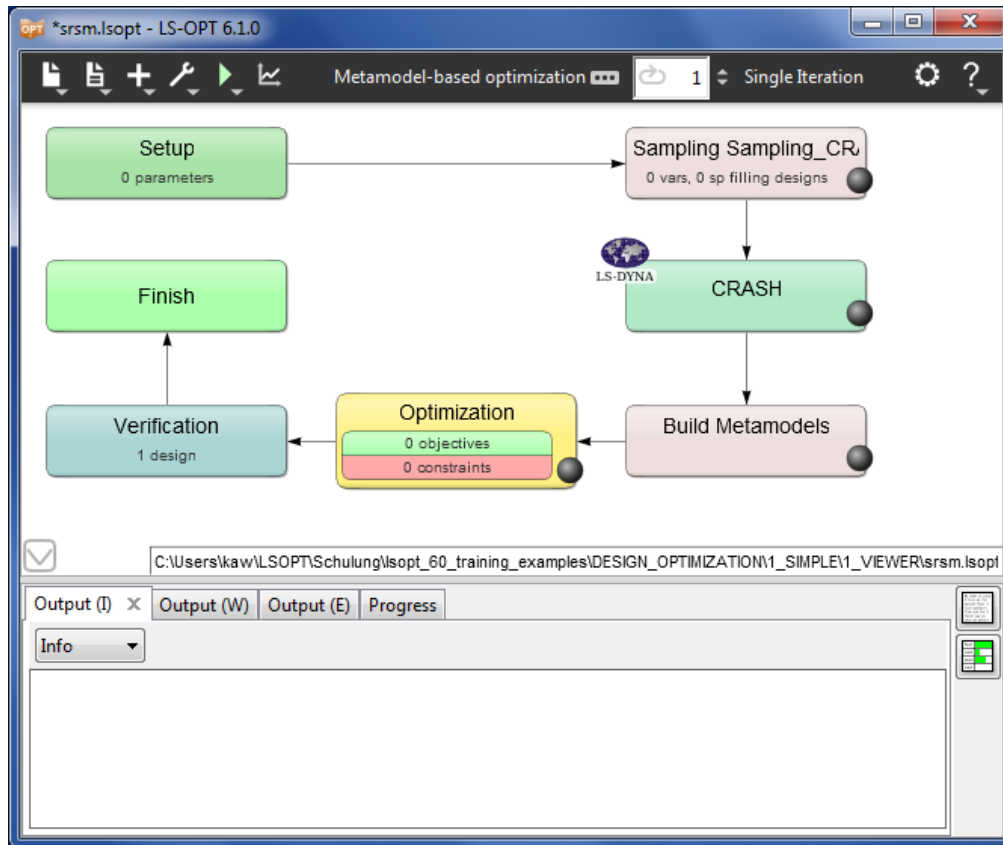 *srsm.lsopt - LS-OPT 6.1.0
Metamodel-based optimization 1 Single Iteration
Setup
0 parameters
Sampling Sampling_CRA
0 vars, 0 sp filling designs
LS-DYNA
CRASH
Finish
Verification
1 design
Optimization
0 objectives
0 constraints
Build Metamodels
C:\Users\kaw\LSOPT\Schulung\lsopt_60_training_examples\DESIGN_OPTIMIZATION\1_SIMPLE\1_VIEWER\srsm.lsopt
Output (I) Output (W) Output (E) Progress
Info